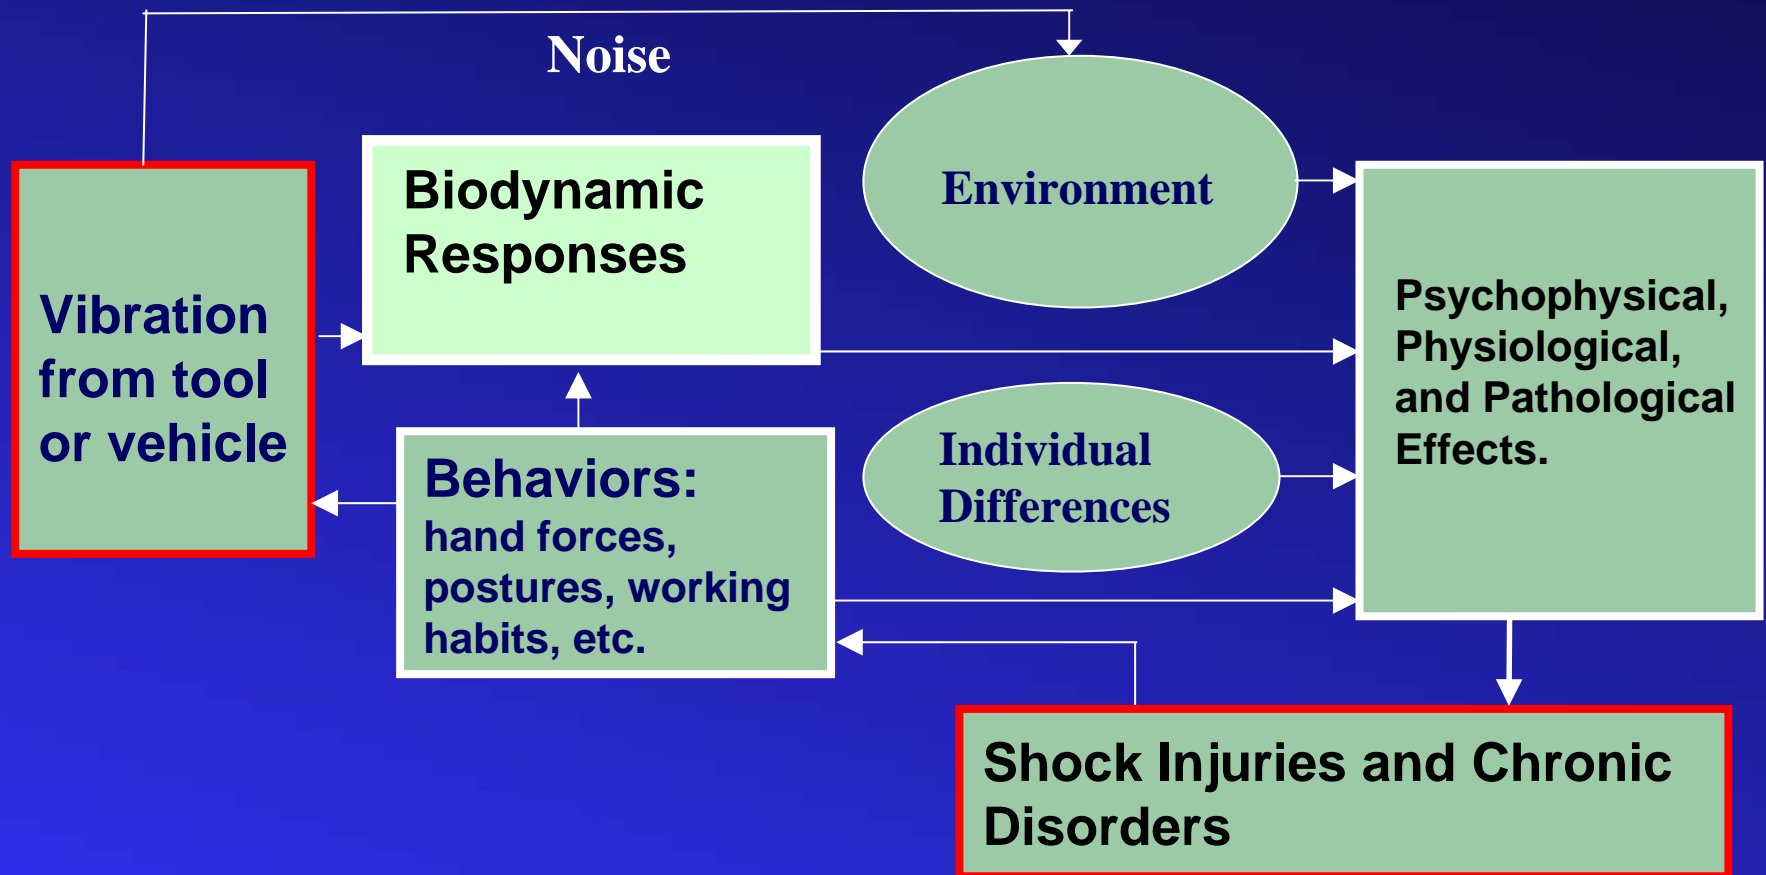 Noise
Biodynamic
Responses
Environment
Vibration
from tool
or vehicle
Psychophysical,
Physiological,
and Pathological
Effects.
Behaviors:
hand forces,
postures, working
habits, etc.
Individual
Differences
Shock Injuries and Chronic
Disorders